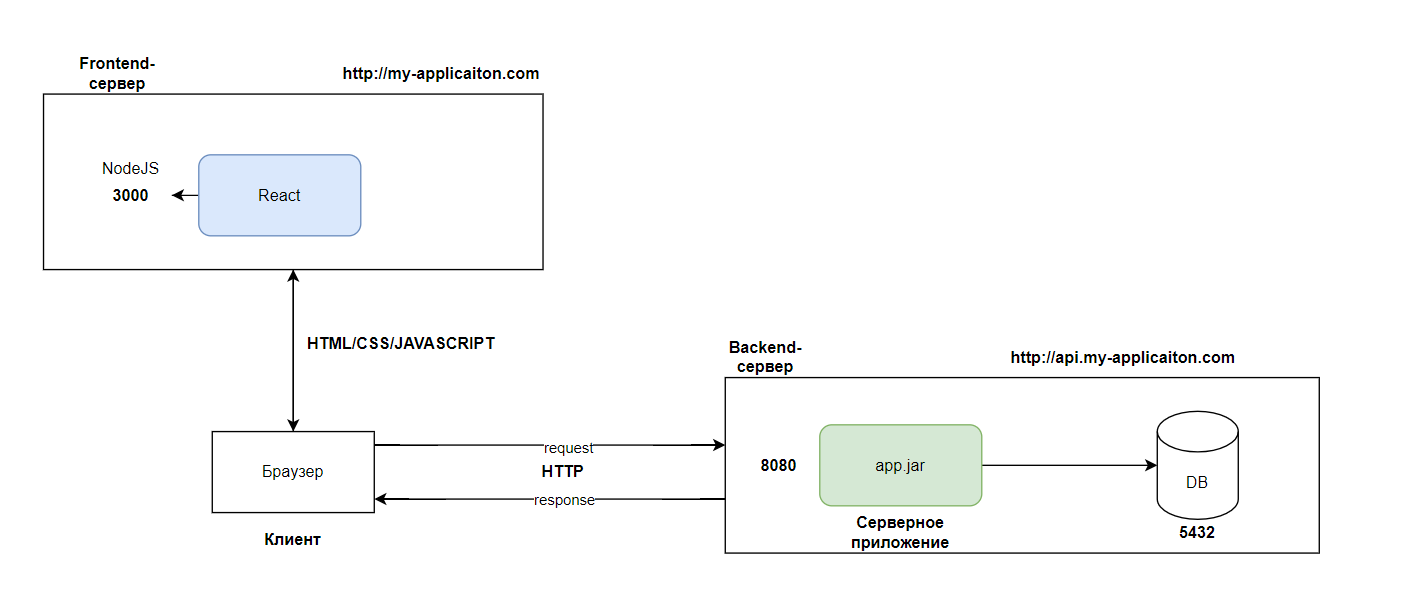 Frontend-
сервер
http://my-applicaiton.com
NodeJS
3000
React
HTML/CSS/JAVASCRIPT
Backend-
сервер
http://api.my-applicaiton.com
Браузер
Клиент
request
HTTP
response
8080
app.jar
Серверное
приложение
DB
5432